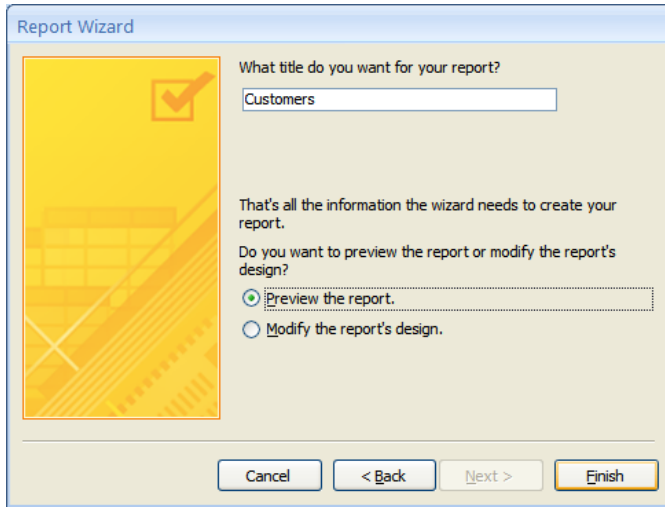 Report Wizard
What title do you want for your report?
Customers
That's all the information the wizard needs to create your
report.
Do you want to preview the report or modify the report's
design?
Preview the report.
Modify the report's design.
Cancel
< Back
Next >
Finish